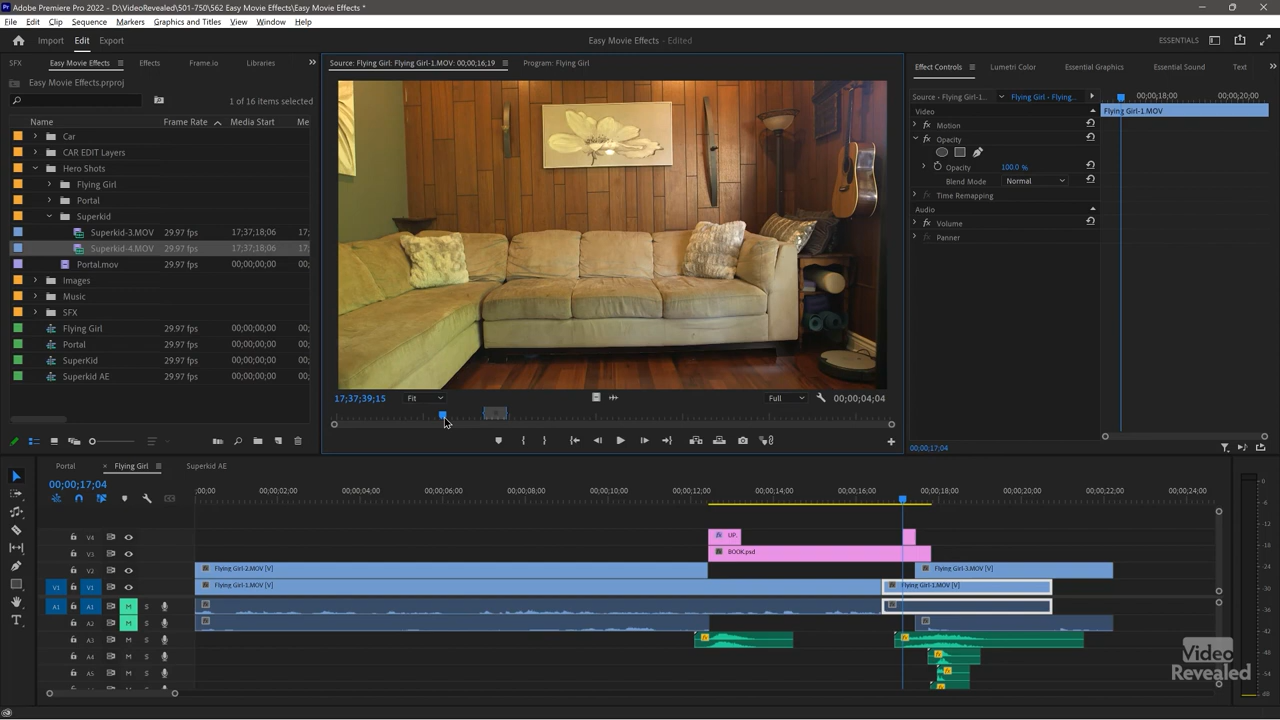 Adobe Premiere Pro 2022 - D:\VideoRevealed\501-750\562 Easy Movie Effects\Easy Movie Effects *
File Edit Clip Sequence Markers Graphics and Titles View Window Help
Import Edit Export
Easy Movie Effects - Edited
ESSENTIALS
SFX Easy Movie Effects Effects Frame.io Libraries
Easy Movie Effects.prproj
1 of 16 items selected
Name Frame Rate Media Start Me
Car
CAR EDIT Layers
Hero Shots
Flying Girl
Portal
Superkid
Superkid-3.MOV 29.97 fps 17;37;18;06 17;
Superkid-4.MOV 29.97 fps 17;37;18;06 17;
Portal.mov 29.97 fps 00;00;00;00 00;
Images
Music
SFX
Flying Girl 29.97 fps 00;00;00;00 00;
Portal 29.97 fps 00;00;00;00 00;
SuperKid 29.97 fps 00;00;00;00 00;
Superkid AE 29.97 fps 00;00;00;00 00;
Source: Flying Girl: Flying Girl-1.MOV: 00;00;16;19 Program: Flying Girl
17;37;39;15 Fit Full 00;00;04;04
Effect Controls Lumetri Color Essential Graphics Essential Sound Text
Source • Flying Girl-1... Flying Girl • Flying... 00;00;18;00 00;00;20;00
Video Flying Girl-1.MOV
fx Motion
fx Opacity
Opacity 100.0 %
Blend Mode Normal
Time Remapping
Audio
fx Volume
Panner
00;00;17;04
Portal × Flying Girl Superkid AE
00;00;17;04
;00;00 00;00;02;00 00;00;04;00 00;00;06;00 00;00;08;00 00;00;10;00 00;00;12;00 00;00;14;00 00;00;16;00 00;00;18;00 00;00;20;00 00;00;22;00 00;00;24;00
V4 UP.
V3 BOOK.psd
V2 Flying Girl-2.MOV [V] Flying Girl-3.MOV [V]
V1 V1 Flying Girl-1.MOV [V] Flying Girl-1.MOV [V]
A1 A1 M S
A2 M S
A3 M S
A4 M S
A5 M S
0
-6
-12
-18
-24
-30
-36
-42
-48
-54
dB
Video
Revealed